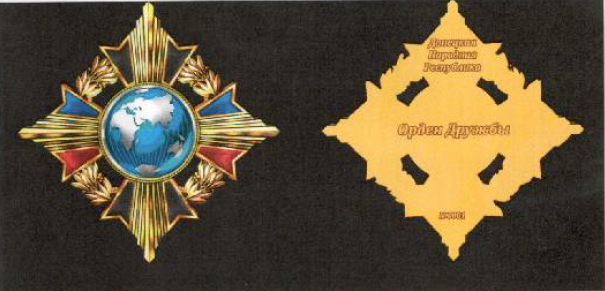 Донецкая
Народная
Республика
Орден Дружбы